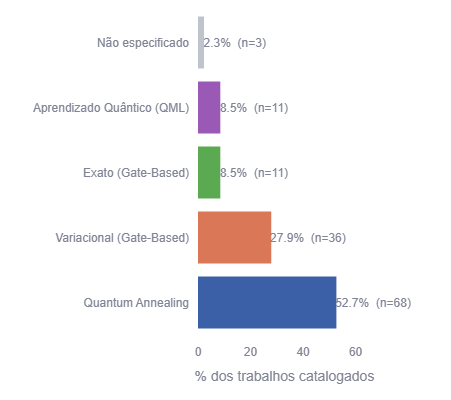 Não especificado 2.3% (n=3)
Aprendizado Quântico (QML) 8.5% (n=11)
Exato (Gate-Based) 8.5% (n=11)
Variacional (Gate-Based) 27.9% (n=36)
Quantum Annealing 52.7% (n=68)
0 20 40 60
% dos trabalhos catalogados